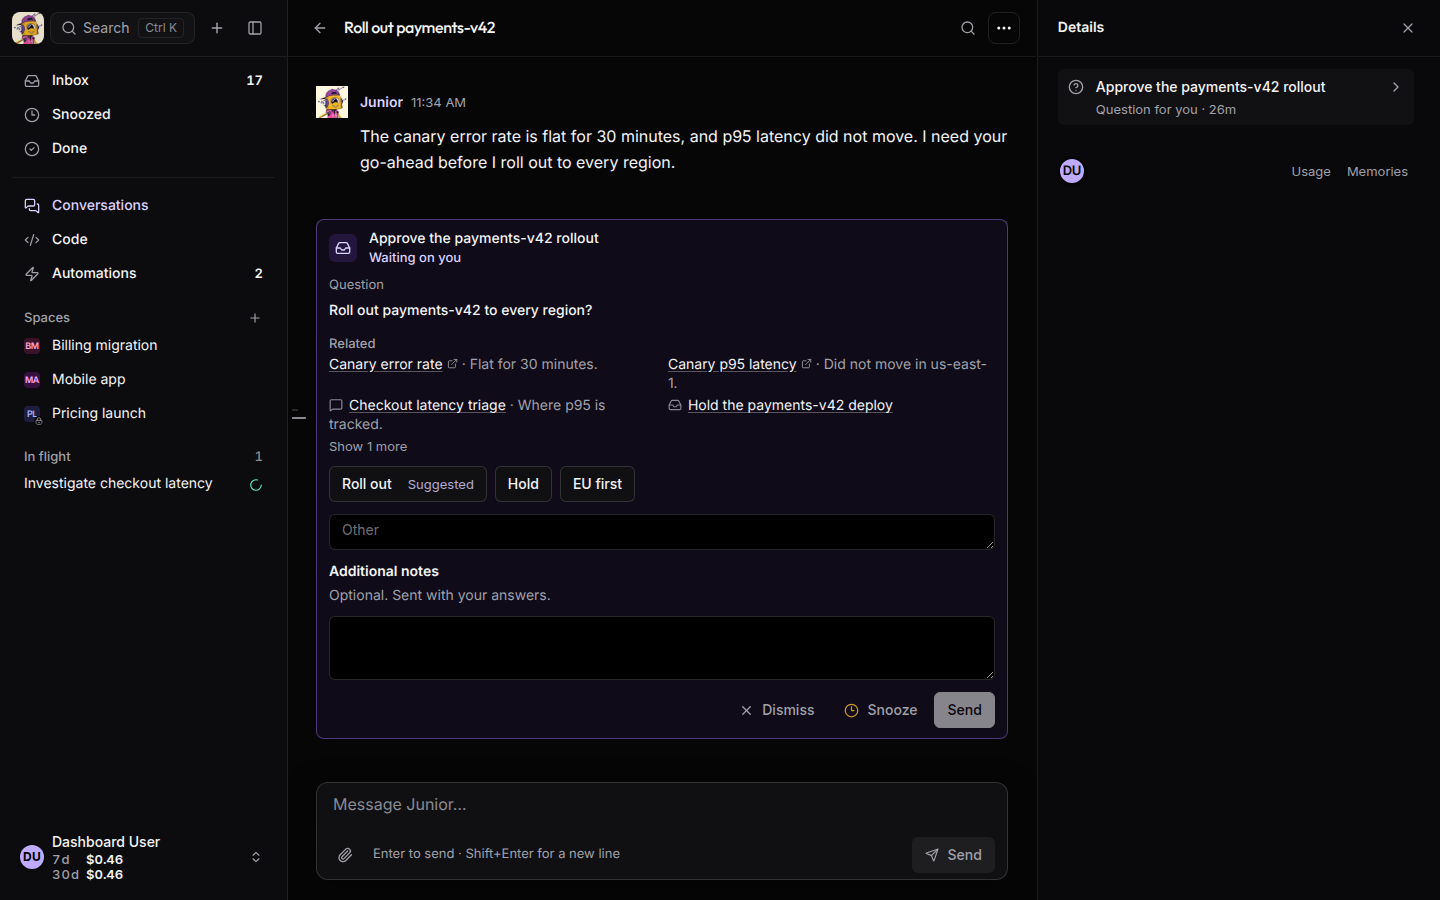 Search Ctrl K
Inbox 17
Snoozed
Done
Conversations
Code
Automations 2
Spaces
BM Billing migration
MA Mobile app
PL Pricing launch
In flight 1
Investigate checkout latency
DU Dashboard User
7d $0.46
30d $0.46
Roll out payments-v42
Junior 11:34 AM
The canary error rate is flat for 30 minutes, and p95 latency did not move. I need your
go-ahead before I roll out to every region.
Approve the payments-v42 rollout
Waiting on you
Question
Roll out payments-v42 to every region?
Related
Canary error rate · Flat for 30 minutes.
Canary p95 latency · Did not move in us-east-
1.
Checkout latency triage · Where p95 is
tracked.
Hold the payments-v42 deploy
Show 1 more
Roll out Suggested Hold EU first
Other
Additional notes
Optional. Sent with your answers.
Dismiss Snooze Send
Message Junior...
Enter to send · Shift+Enter for a new line Send
Details
Approve the payments-v42 rollout
Question for you · 26m
DU Usage Memories